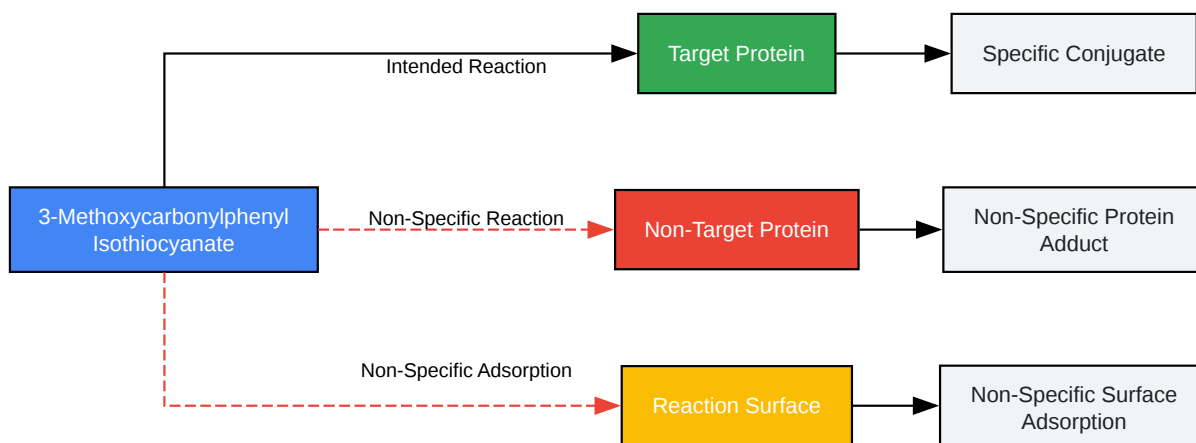 Intended Reaction
Target Protein
Specific Conjugate
3-Methoxycarbonylphenyl
Isothiocyanate
Non-Specific Reaction
Non-Target Protein
Non-Specific Protein
Adduct
Non-Specific Adsorption
Reaction Surface
Non-Specific Surface
Adsorption